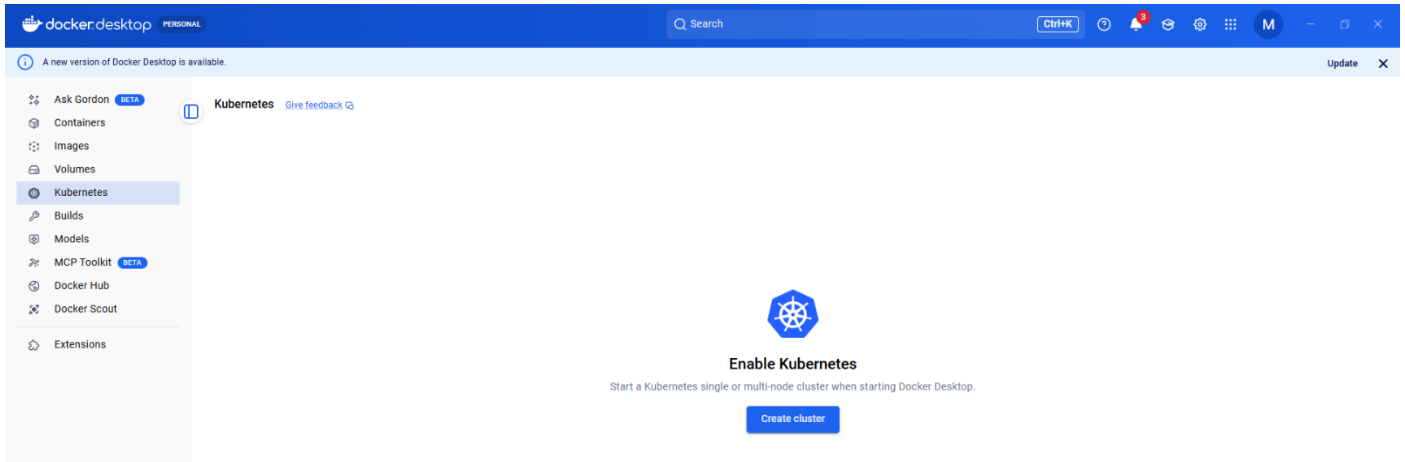 docker.desktop PERSONAL Search Ctrl+K 3 M
A new version of Docker Desktop is available. Update
Ask Gordon BETA
Containers
Images
Volumes
Kubernetes
Builds
Models
MCP Toolkit BETA
Docker Hub
Docker Scout
Extensions
Kubernetes Give feedback
Enable Kubernetes
Start a Kubernetes single or multi-node cluster when starting Docker Desktop.
Create cluster